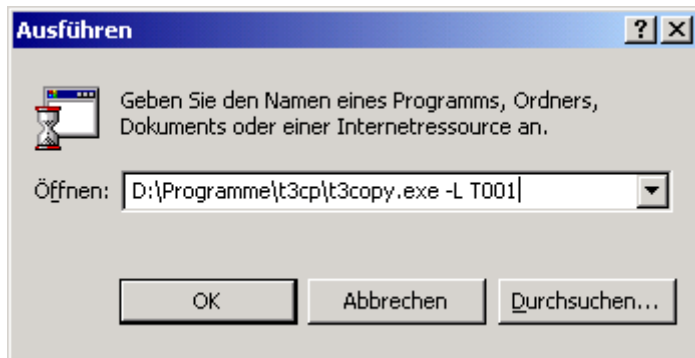 Ausführen
Geben Sie den Namen eines Programms, Ordners,
Dokuments oder einer Internetressource an.
Öffnen: D:\Programme\t3cp\t3copy.exe -L T001
OK Abbrechen Durchsuchen...